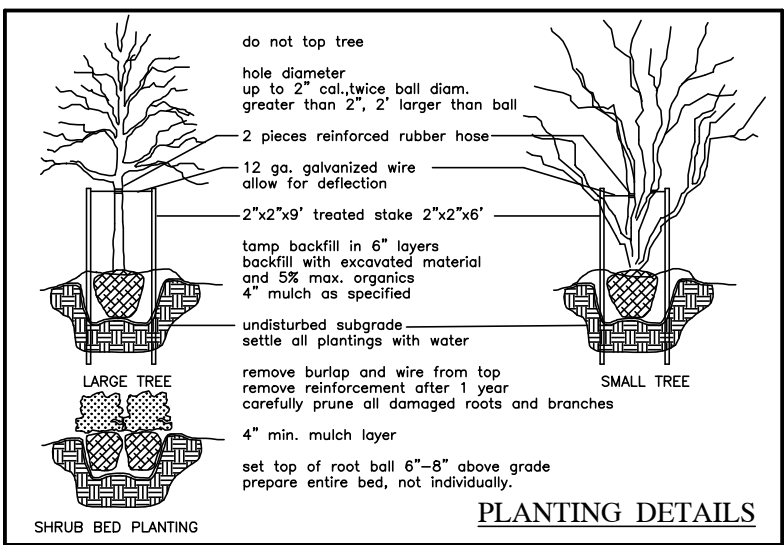 do not top tree
hole diameter
up to 2" cal.,twice ball diam.
greater than 2", 2' larger than ball
2 pieces reinforced rubber hose
12 ga. galvanized wire
allow for deflection
2"x2"x9' treated stake 2"x2"x6'
tamp backfill in 6" layers
backfill with excavated material
and 5% max. organics
4" mulch as specified
undisturbed subgrade
settle all plantings with water
LARGE TREE
SMALL TREE
remove burlap and wire from top
remove reinforcement after 1 year
carefully prune all damaged roots and branches
4" min. mulch layer
set top of root ball 6"–8" above grade
prepare entire bed, not individually.
SHRUB BED PLANTING
PLANTING DETAILS